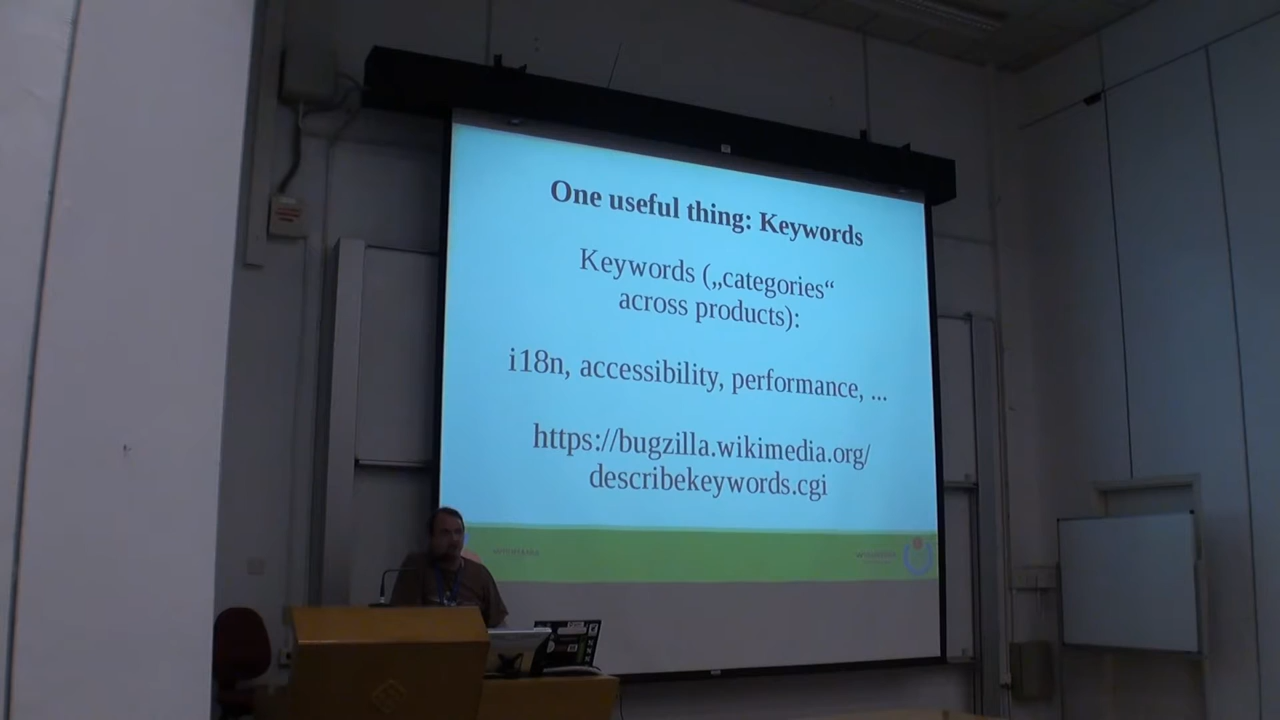 One useful thing: Keywords
Keywords („categories“
across products):
i18n, accessibility, performance, ...
https://bugzilla.wikimedia.org/
describekeywords.cgi